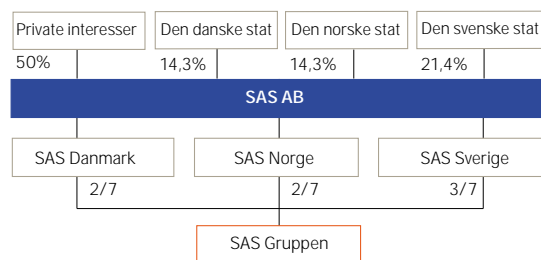 Private interesser Den danske stat Den norske stat Den svenske stat
50% 14,3% 14,3% 21,4%
SAS AB
SAS Danmark SAS Norge SAS Sverige
2/7 2/7 3/7
SAS Gruppen